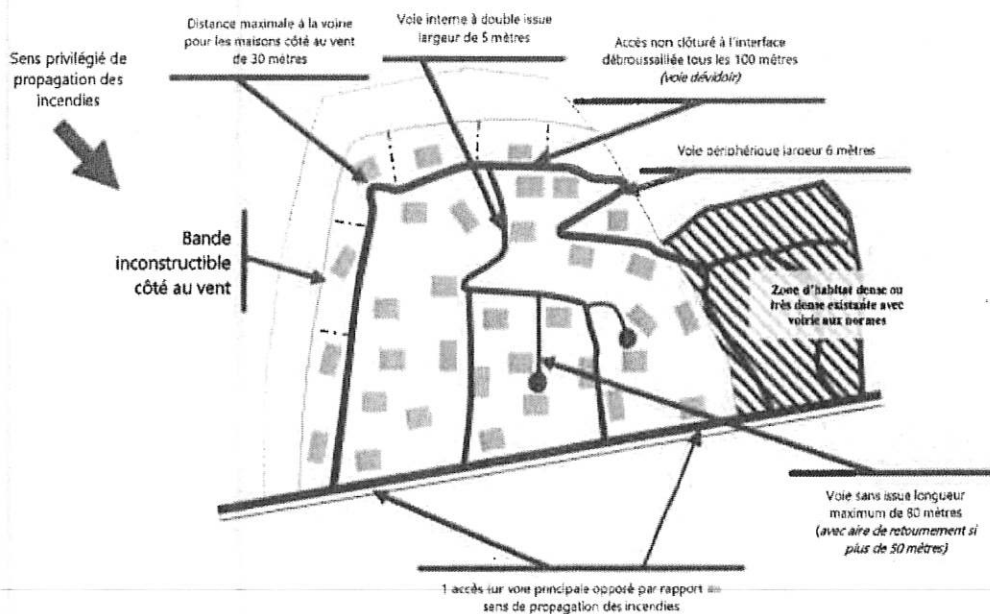 Sens privilégié de
propagation des
incendies
Distance maximale à la voirie
pour les maisons côté au vent
de 30 mètres
Voie interne à double issue
largeur de 5 mètres
Accès non clôturé à l'interface
débroussaillée tous les 100 mètres
(voie dévidoir)
Voie périphérique largeur 6 mètres
Bande
inconstructible
côté au vent
Zone d'habitat dense ou
très dense existante avec
voirie aux normes
Voie sans issue longueur
maximum de 80 mètres
(avec aire de retournement si
plus de 50 mètres)
1 accès sur voie principale opposé par rapport au
sens de propagation des incendies